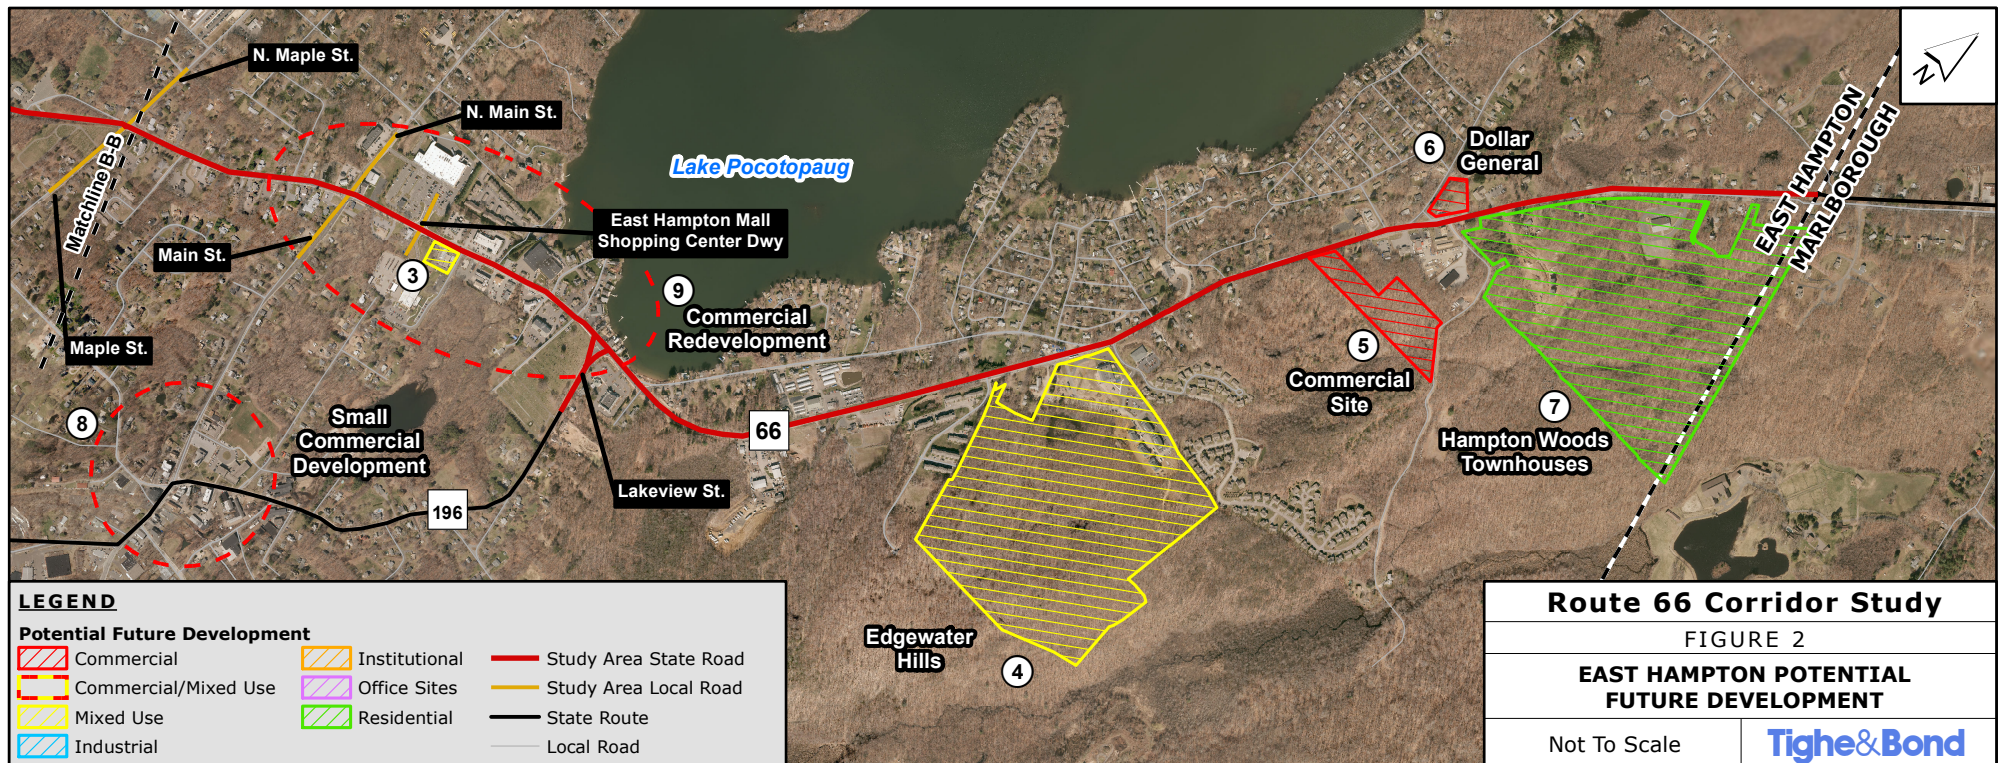 N. Maple St.
N. Main St.
Matchline B-B
Main St.
Maple St.
Lake Pocotopaug
East Hampton Mall
Shopping Center Dwy
3
9
Commercial
Redevelopment
6
Dollar
General
EAST HAMPTON
MARLBOROUGH
N
5
Commercial
Site
7
Hampton Woods
Townhouses
8
Small
Commercial
Development
66
196
Lakeview St.
Edgewater
Hills
4
LEGEND
Potential Future Development
Commercial
Commercial/Mixed Use
Mixed Use
Industrial
Institutional
Office Sites
Residential
Study Area State Road
Study Area Local Road
State Route
Local Road
Route 66 Corridor Study
FIGURE 2
EAST HAMPTON POTENTIAL
FUTURE DEVELOPMENT
Not To Scale
Tighe&Bond